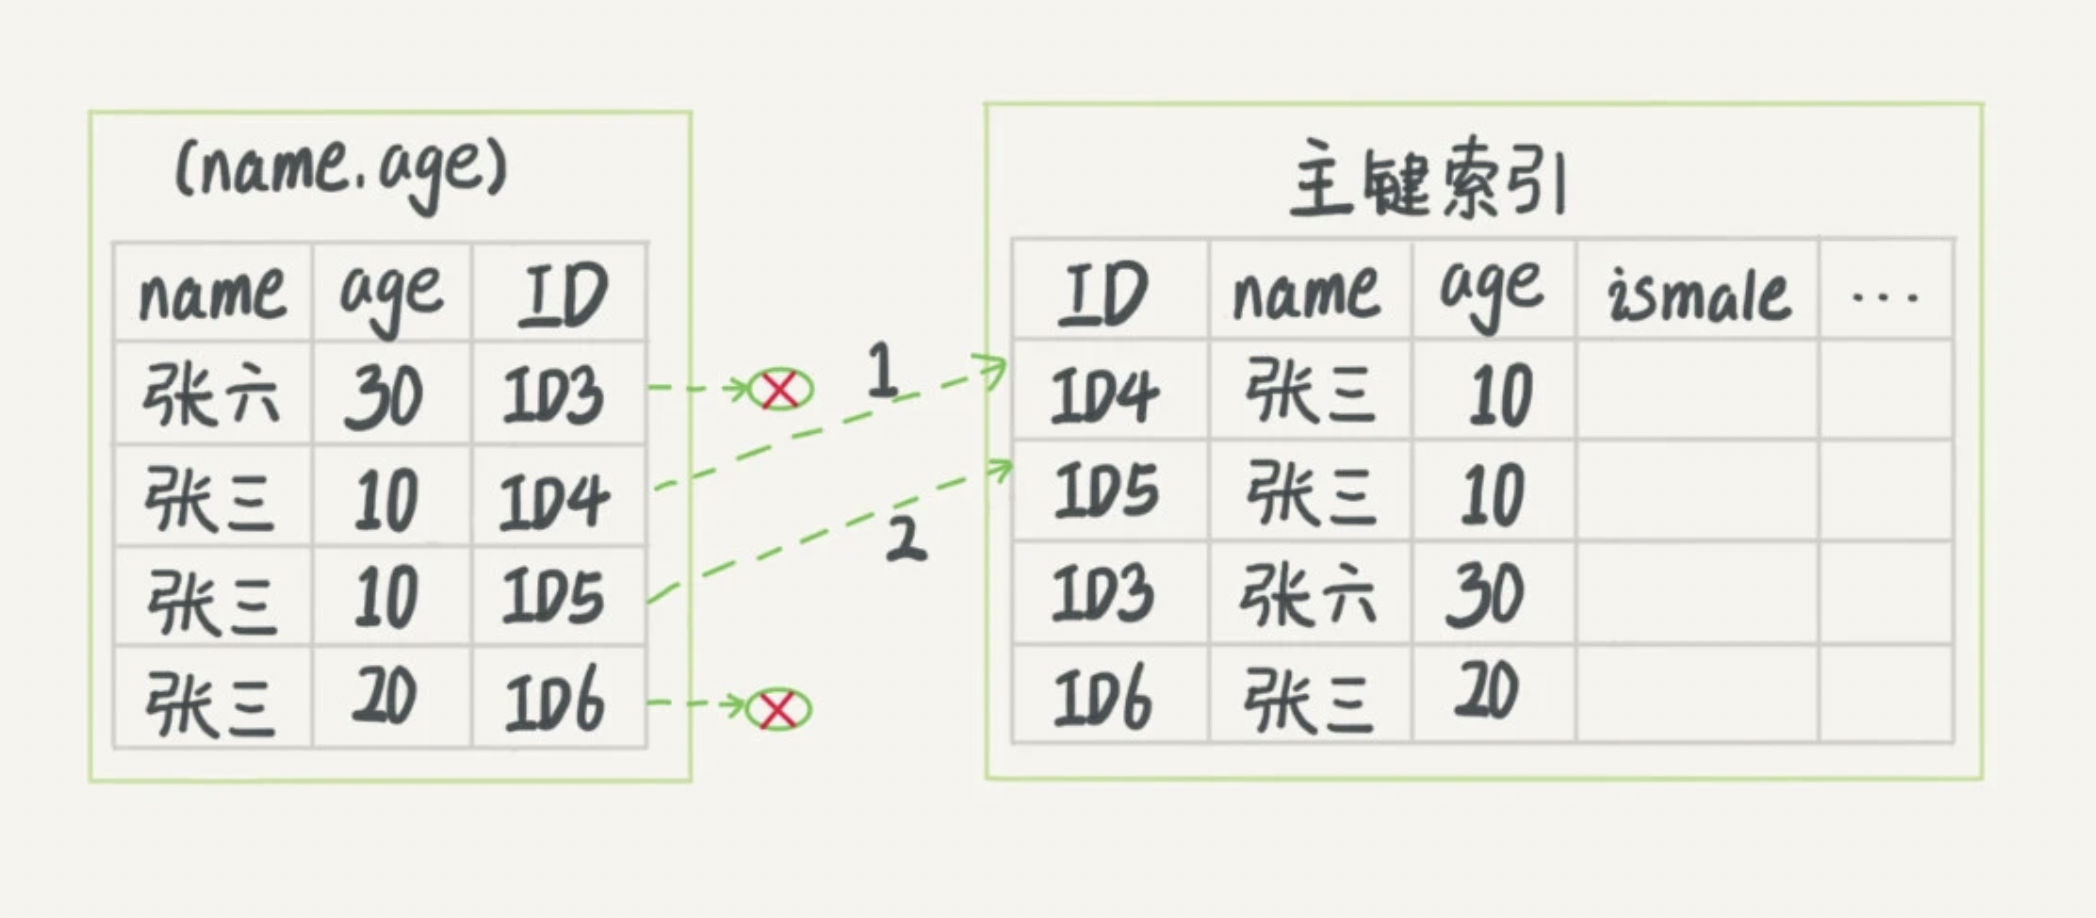 (name.age)
name age ID
张六 30 ID3
张三 10 ID4
张三 10 ID5
张三 20 ID6
1
2
主键索引
ID name age ismale ...
ID4 张三 10
ID5 张三 10
ID3 张六 30
ID6 张三 20